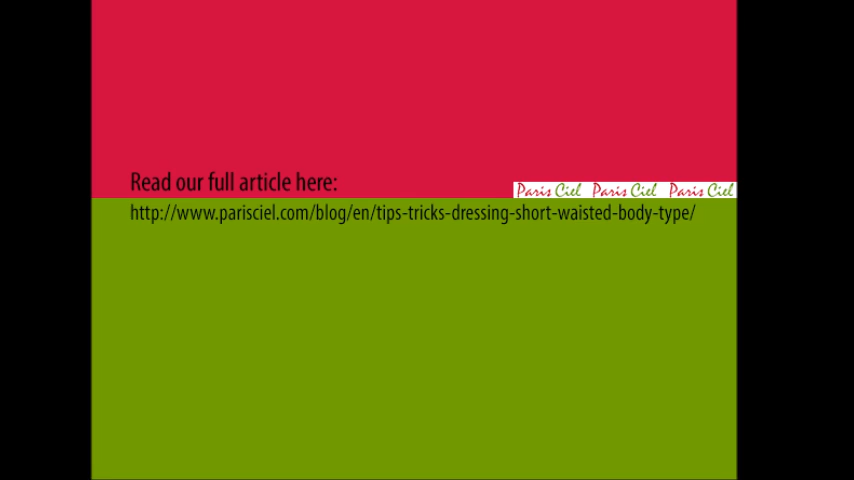 Read our full article here:
Paris Ciel Paris Ciel Paris Ciel
http://www.parisciel.com/blog/en/tips-tricks-dressing-short-waisted-body-type/